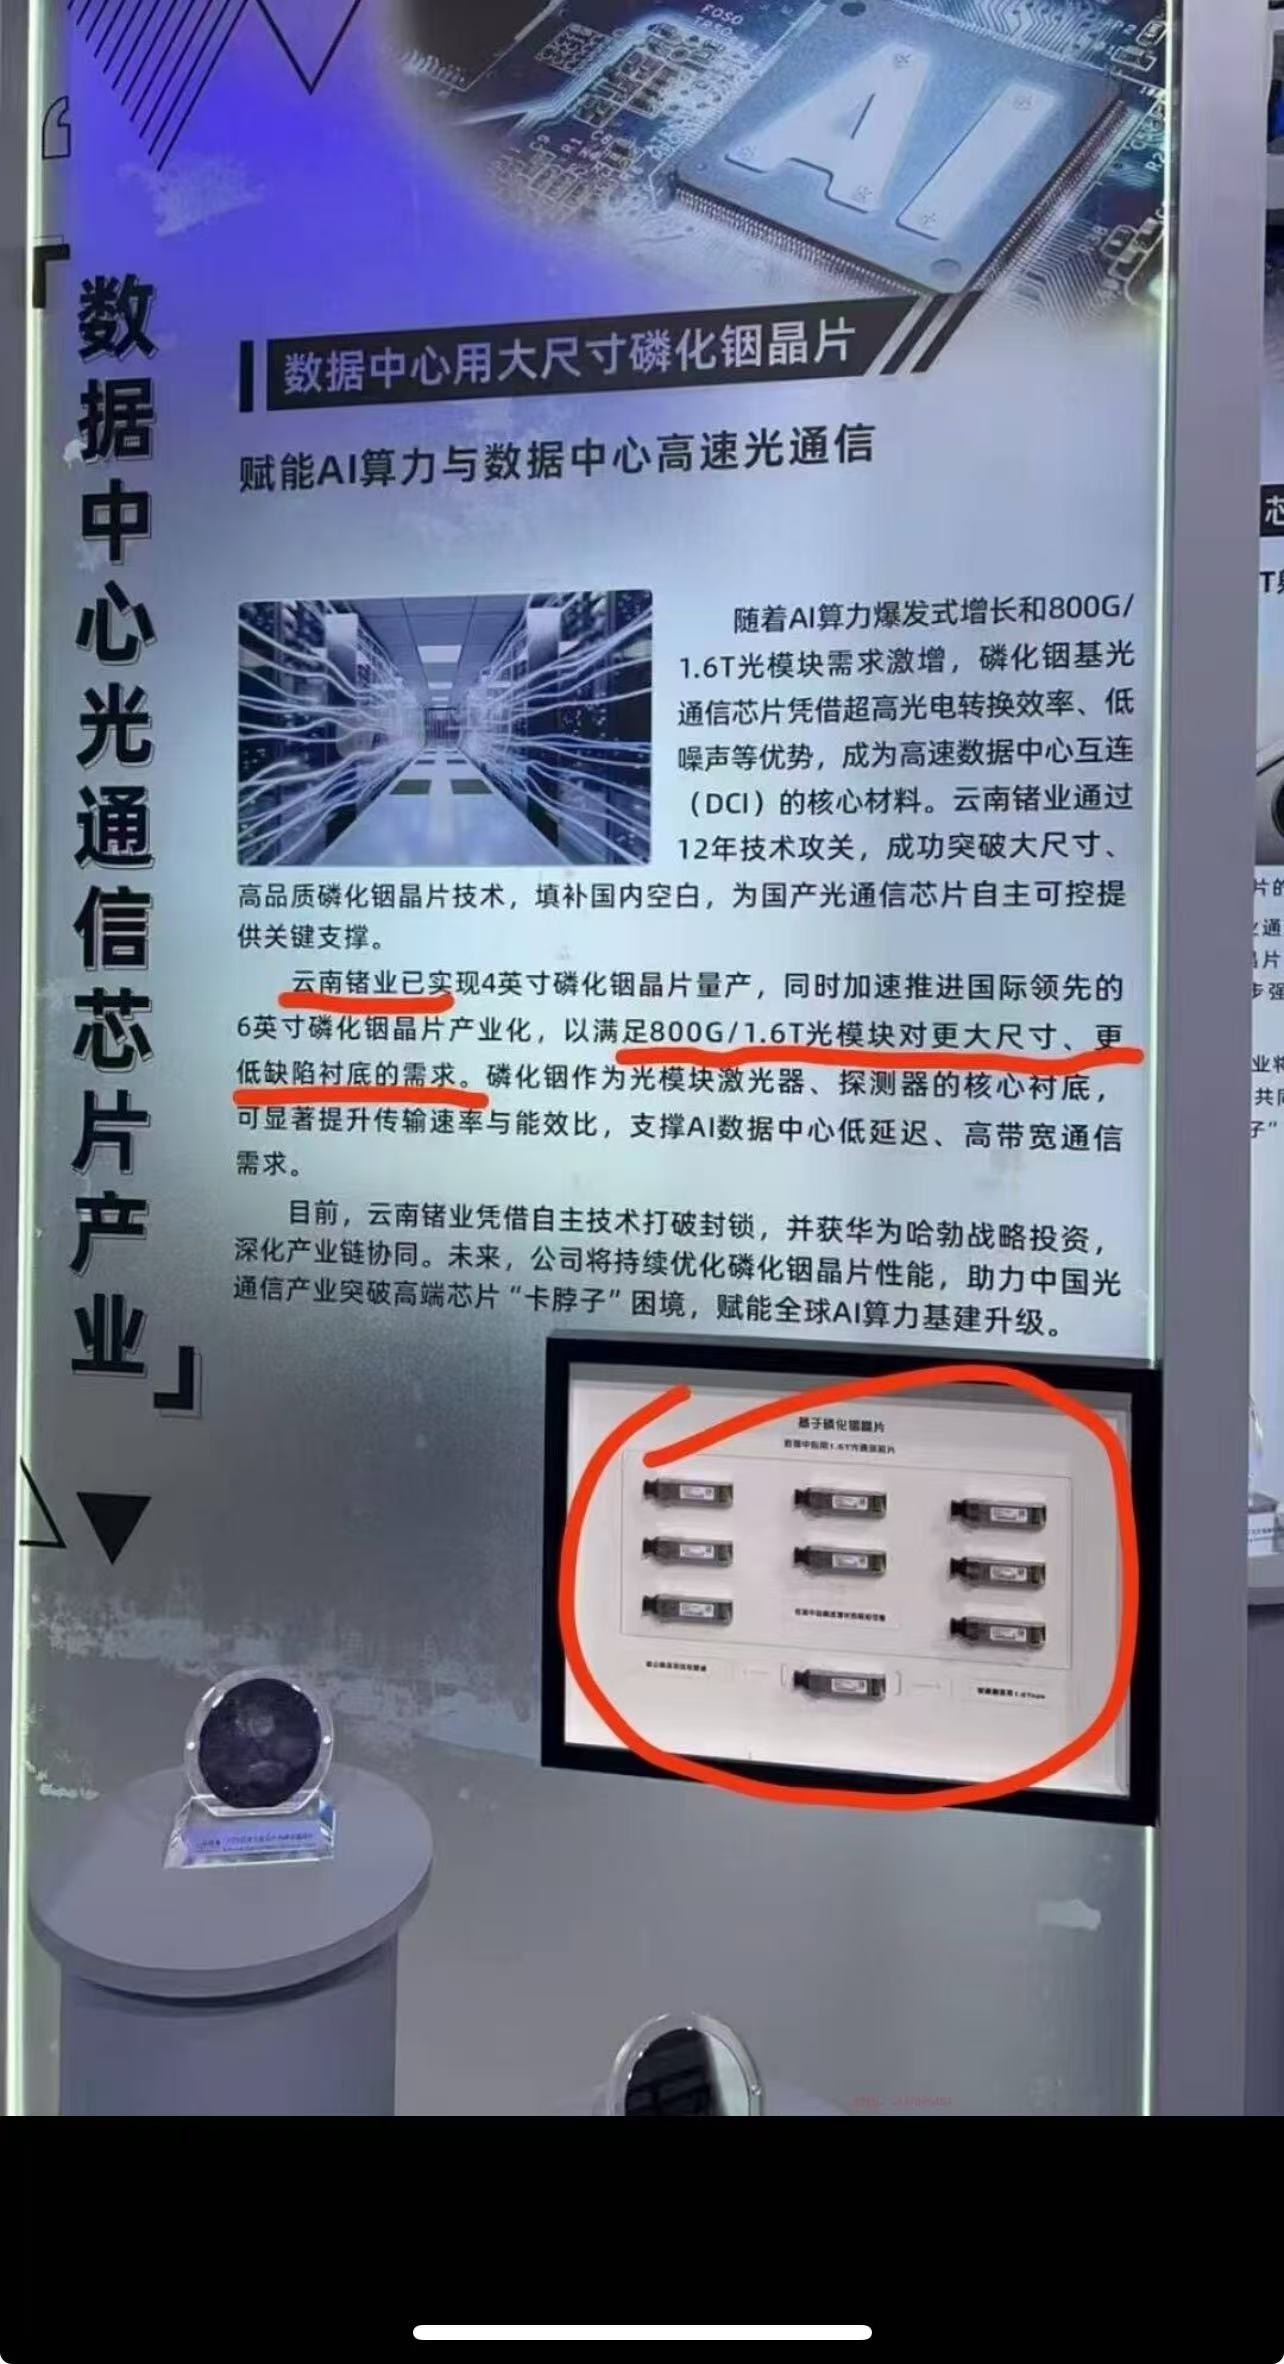 数据中心光通信芯片产业
数据中心用大尺寸磷化铟晶片
赋能AI算力与数据中心高速光通信
随着AI算力爆发式增长和800G/
1.6T光模块需求激增，磷化铟基光
通信芯片凭借超高光电转换效率、低
噪声等优势，成为高速数据中心互连
（DCI）的核心材料。云南锗业通过
12年技术攻关，成功突破大尺寸、
高品质磷化铟晶片技术，填补国内空白，为国产光通信芯片自主可控提
供关键支撑。
云南锗业已实现4英寸磷化铟晶片量产，同时加速推进国际领先的
6英寸磷化铟晶片产业化，以满足800G/1.6T光模块对更大尺寸、更
低缺陷衬底的需求。磷化铟作为光模块激光器、探测器的核心衬底，
可显著提升传输速率与能效比，支撑AI数据中心低延迟、高带宽通信
需求。
目前，云南锗业凭借自主技术打破封锁，并获华为哈勃战略投资，
深化产业链协同。未来，公司将持续优化磷化铟晶片性能，助力中国光
通信产业突破高端芯片“卡脖子”困境，赋能全球AI算力基建升级。
AI
基于磷化铟晶片